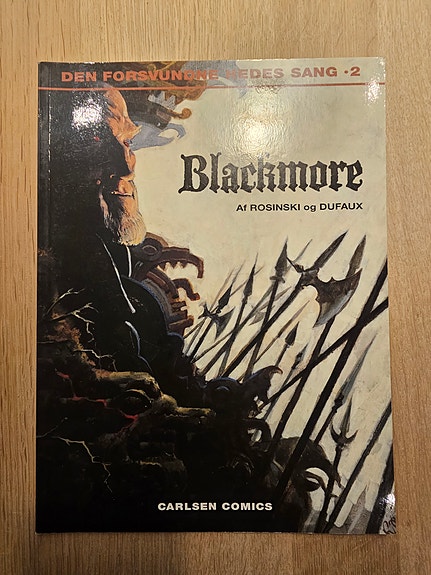 DEN FORSVUNDNE HEDES SANG · 2
Blackmore
Af ROSINSKI og DUFAUX
CARLSEN COMICS